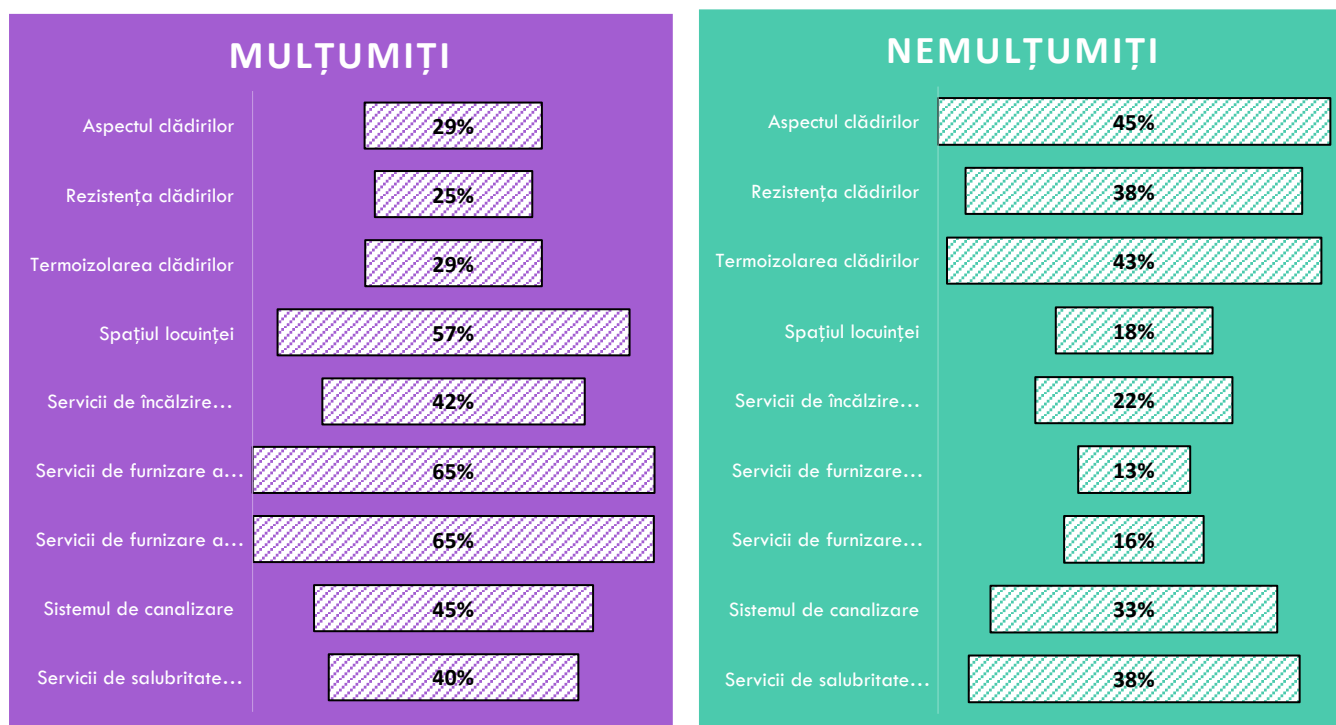 MULȚUMIȚI
Aspectul clădirilor 29%
Rezistența clădirilor 25%
Termoizolarea clădirilor 29%
Spațiul locuinței 57%
Servicii de încălzire… 42%
Servicii de furnizare a… 65%
Servicii de furnizare a… 65%
Sistemul de canalizare 45%
Servicii de salubritate… 40%
NEMULȚUMIȚI
Aspectul clădirilor 45%
Rezistența clădirilor 38%
Termoizolarea clădirilor 43%
Spațiul locuinței 18%
Servicii de încălzire… 22%
Servicii de furnizare… 13%
Servicii de furnizare… 16%
Sistemul de canalizare 33%
Servicii de salubritate… 38%